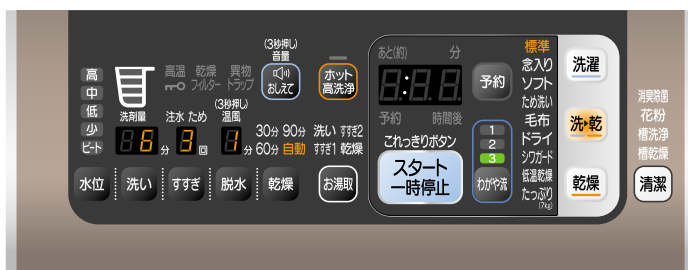 (3秒押し)
音量
おしえて
高温 乾燥 異物
フィルター トラップ
ホット
高洗浄
高
中
低
少
ビート
洗剤量
注水 ため
(3秒押し)
温風
6 分 3 回 1 分
30分 90分 洗い すすぎ2
60分 自動 すすぎ1 乾燥
水位
洗い
すすぎ
脱水
乾燥
お湯取
あと(約) 分
8:88
予約 時間後
予約
これっきりボタン
スタート
一時停止
1
2
3
わがや流
標準
念入り
ソフト
ため洗い
毛布
ドライ
シワガード
低温乾燥
たっぷり
(7kg)
洗濯
洗▸乾
乾燥
消臭除菌
花粉
槽洗浄
槽乾燥
清潔